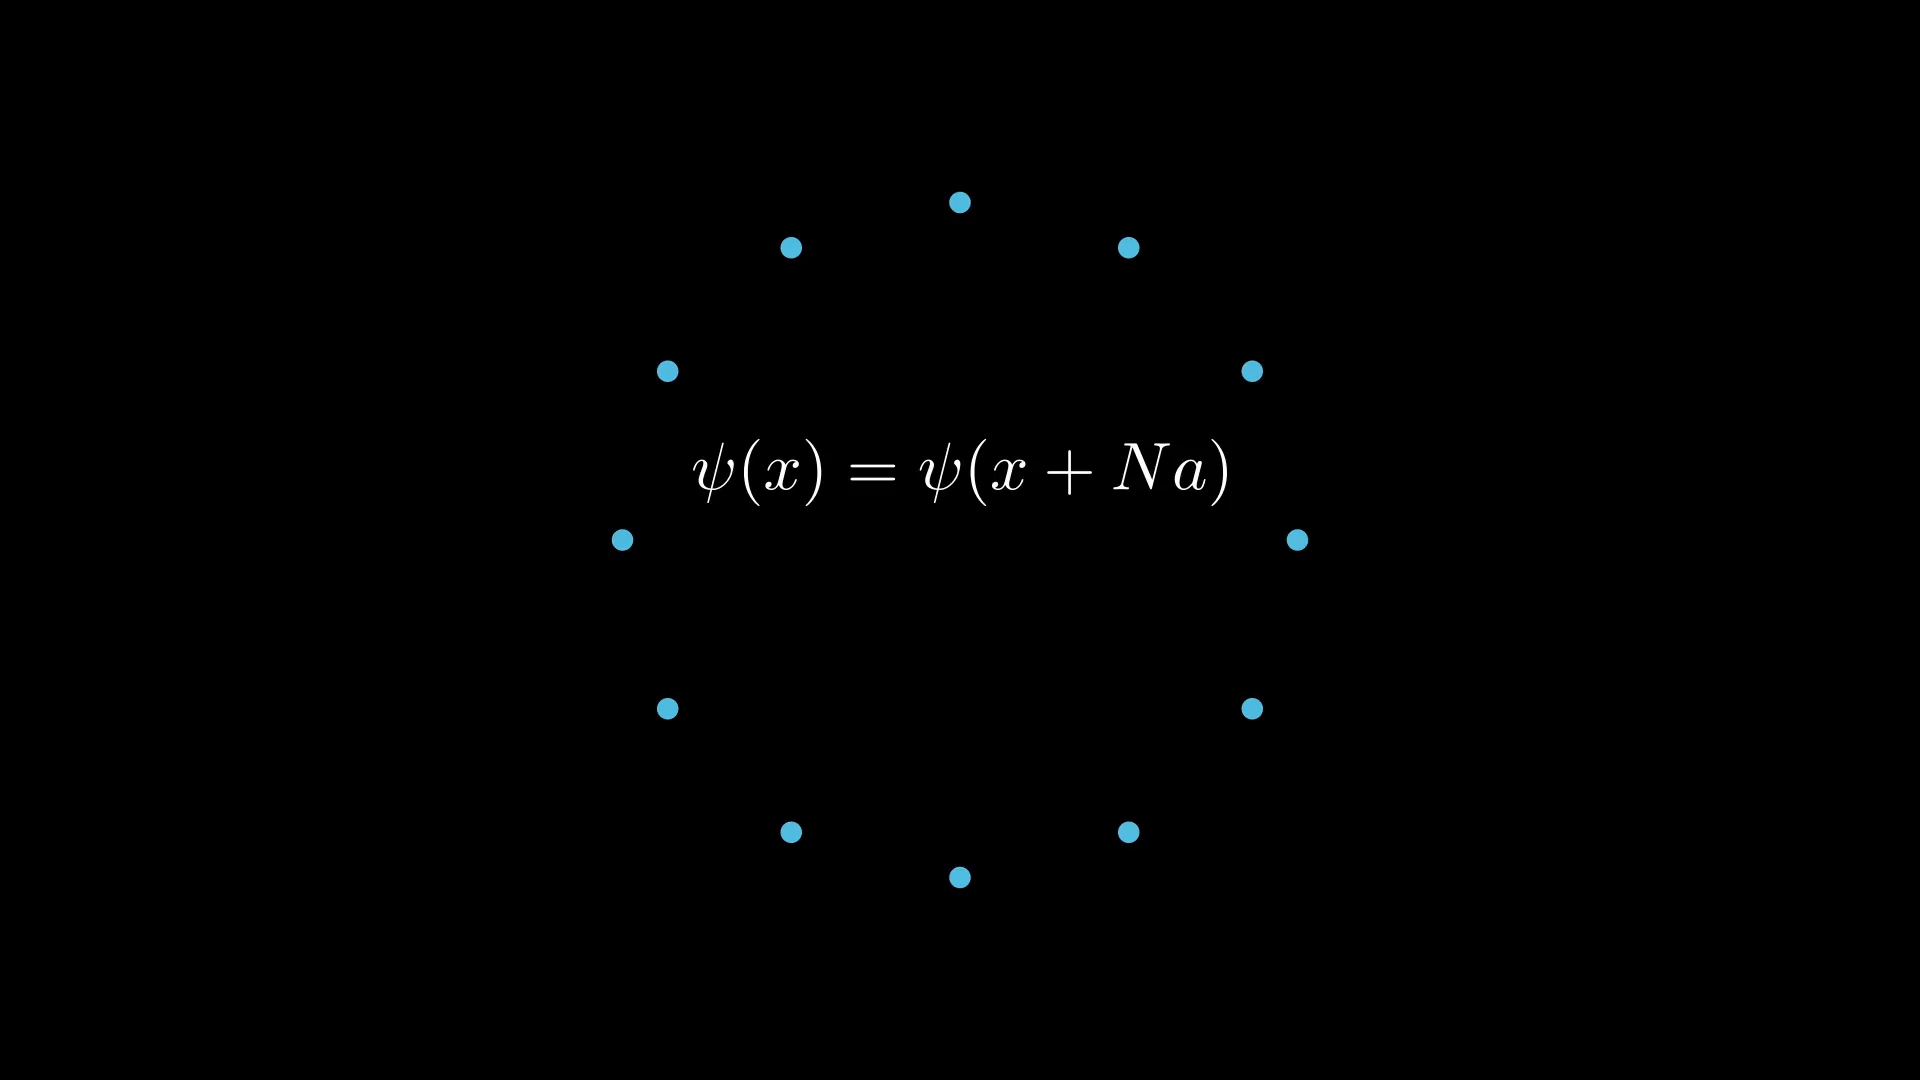 ψ(x) = ψ(x + Na)